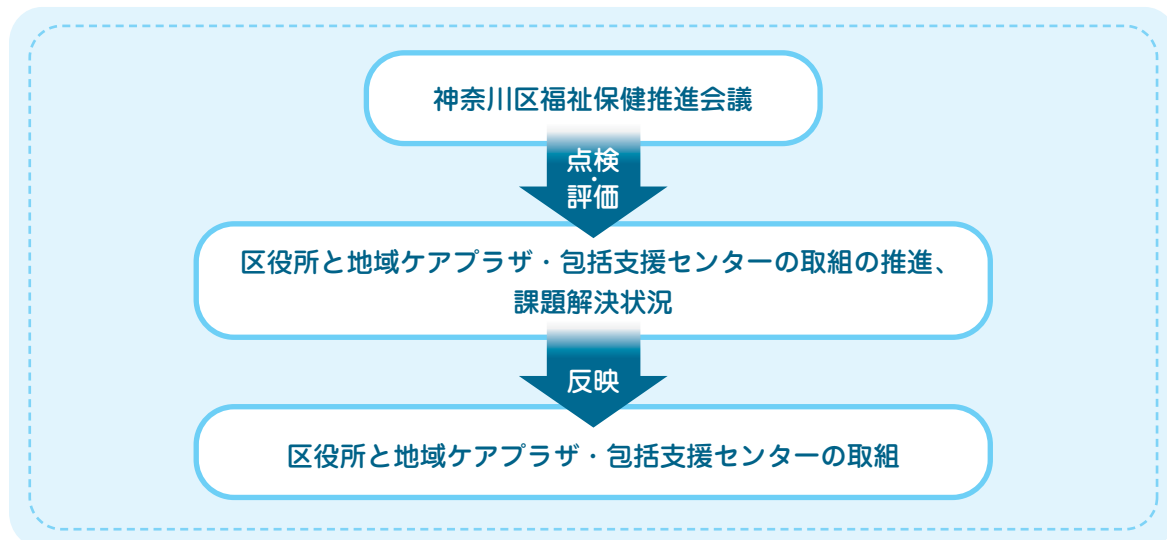 神奈川区福祉保健推進会議
点検
・
評価
区役所と地域ケアプラザ・包括支援センターの取組の推進、
課題解決状況
反映
区役所と地域ケアプラザ・包括支援センターの取組